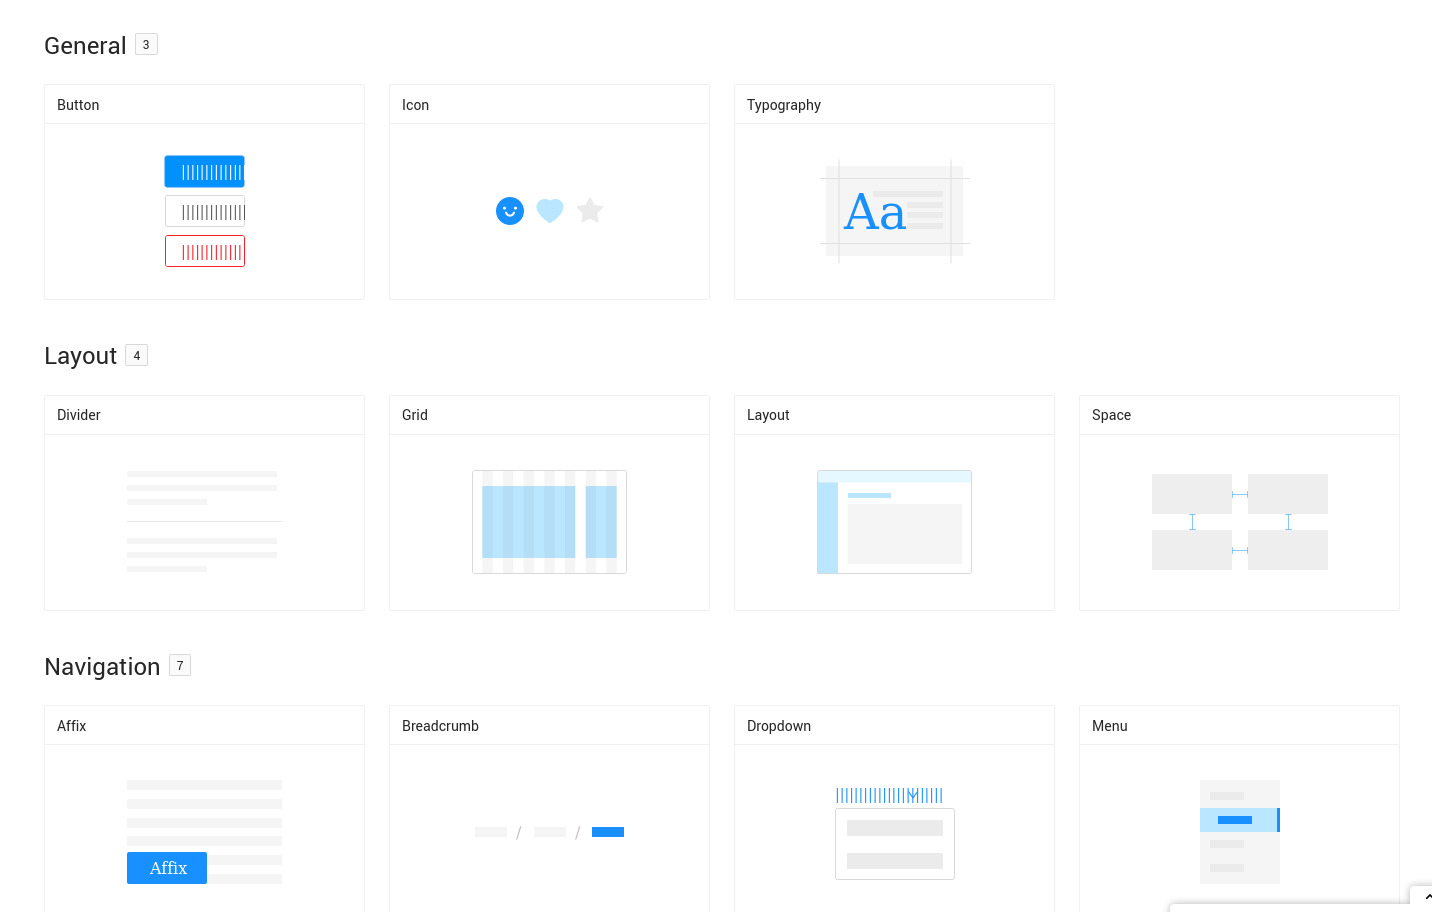 General 3
Button
Icon
Typography
Aa
Layout 4
Divider
Grid
Layout
Space
Navigation 7
Affix
Breadcrumb
Dropdown
Menu
Affix
/ /